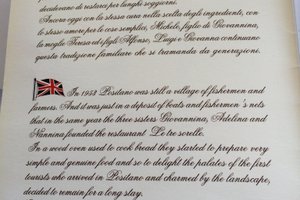 decidevano di restarci per lunghi soggiorni.
Ancora oggi con la stessa cura nella scelta degli ingredienti, con
lo stesso amore per le cose semplici, Michele, figlio di Giovannina,
la moglie Teresa ed i figli Alfonso, Luigi e Giovanna continuano
questa tradizione familiare che si tramanda da generazioni.
In 1953 Positano was still a village of fishermen and
farmers. And it was just in a deposit of boats and fishermen's nets
that in the same year the three sisters Giovannina, Adelina and
Nannina founded the restaurant Le tre sorelle.
In a wood oven used to cook bread they started to prepare very
simple and genuine food and so to delight the palates of the first
tourists who arrived in Positano and charmed by the landscape,
decided to remain for a long stay.